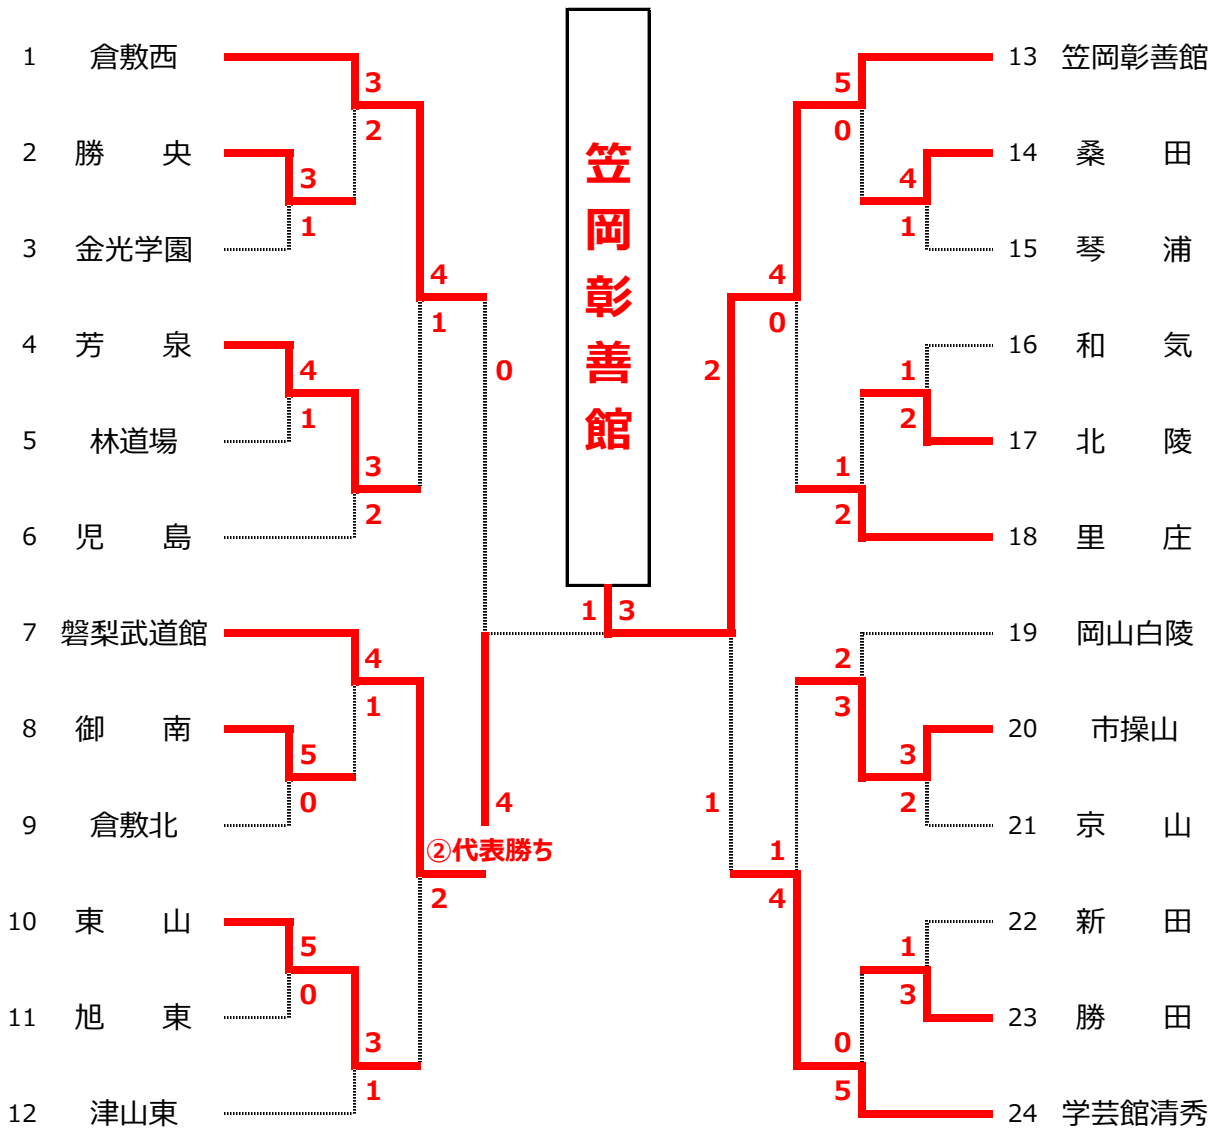 1 倉敷西
3
2
2 勝 央
3
1
3 金光学園
4
1
4 芳 泉
4
1
5 林道場
3
2
6 児 島
0
7 磐梨武道館
4
1
8 御 南
5
0
9 倉敷北
4
②代表勝ち
2
10 東 山
5
0
11 旭 東
3
1
12 津山東
笠岡彰善館
1 3
13 笠岡彰善館
5
0
14 桑 田
4
1
15 琴 浦
4
0
16 和 気
1
2
17 北 陵
1
2
18 里 庄
2
19 岡山白陵
2
3
20 市操山
3
2
21 京 山
1
1
4
22 新 田
1
3
23 勝 田
0
5
24 学芸館清秀